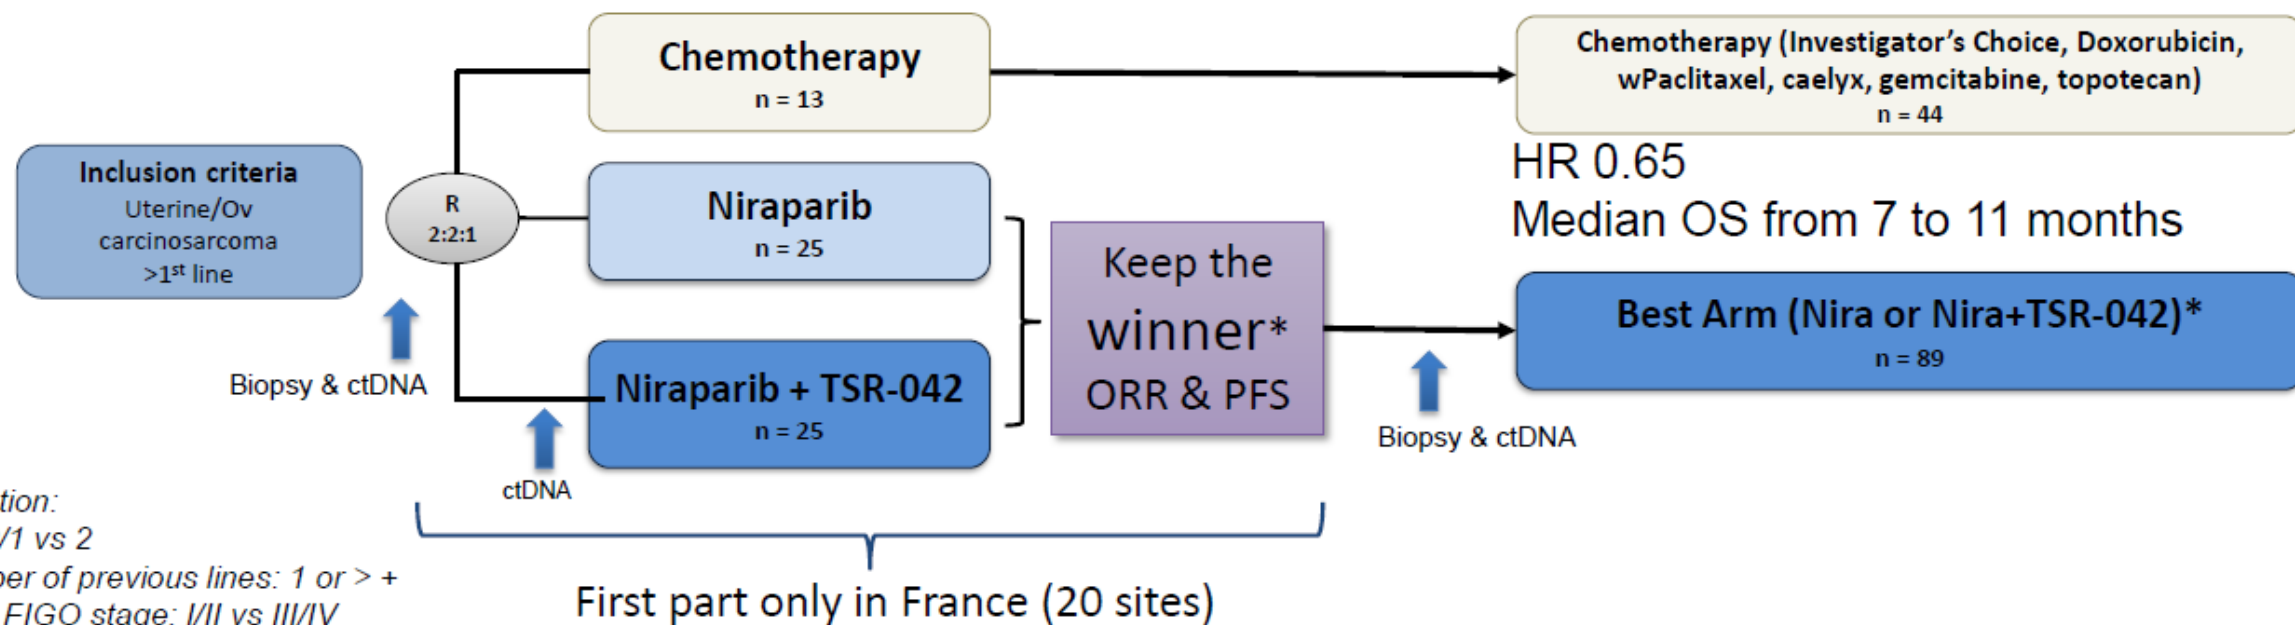 Chemotherapy
n = 13
Chemotherapy (Investigator's Choice, Doxorubicin,
wPaclitaxel, caelyx, gemcitabine, topotecan)
n = 44
Inclusion criteria
Uterine/Ov
carcinosarcoma
>1st line
R
2:2:1
Niraparib
n = 25
HR 0.65
Median OS from 7 to 11 months
Keep the
winner*
ORR & PFS
Best Arm (Nira or Nira+TSR-042)*
n = 89
Biopsy & ctDNA
Niraparib + TSR-042
n = 25
Biopsy & ctDNA
ctDNA
tion:
/1 vs 2
per of previous lines: 1 or > +
FIGO stage: I/II vs III/IV
First part only in France (20 sites)